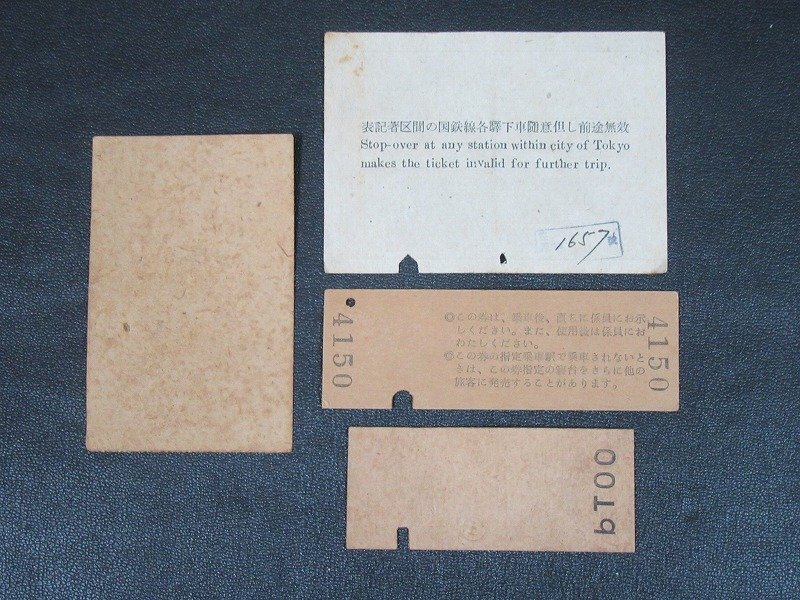 表記著区間の国鉄線各驛下車随意但し前途無效
Stop-over at any station within city of Tokyo
makes the ticket invalid for further trip.
1657
4150
◎この券は、乗車後、直ちに係員にお示
しください。また、使用後は係員にお
わたしください。
◎この券の指定乗車駅で乗車されないと
きは、この券指定の寝台をさらに他の
旅客に発売することがあります。
4150
0019